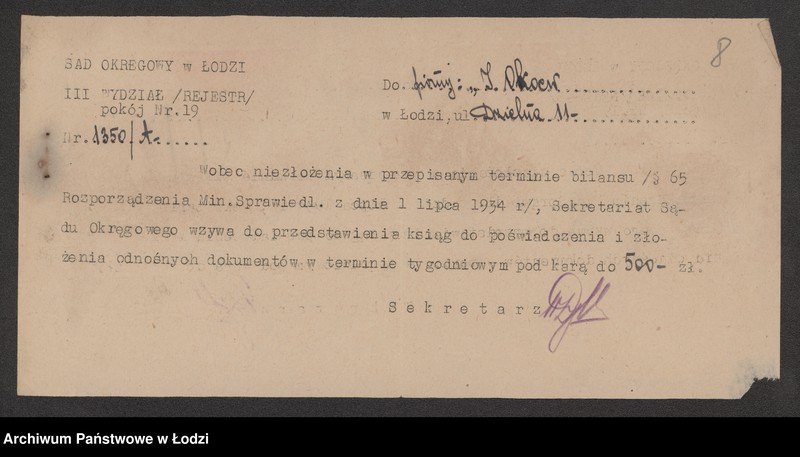 8
SAD OKRĘGOWY w ŁODZI
III WYDZIAŁ /REJESTR/
pokój Nr.19
Nr. 1350/A-......
Do firmy: „J.
w Łodzi, ul Dzielna 11-
Wobec niezłożenia w przepisanym terminie bilansu /§ 65
Rozporządzenia Min.Sprawiedl. z dnia 1 lipca 1934 r/, Sekretariat Są-
du Okręgowego wzywa do przedstawienia ksiąg do poświadczenia i zło-
żenia odnośnych dokumentów w terminie tygodniowym pod karą do 500- zł.
Sekretarz
Archiwum Państwowe w Łodzi